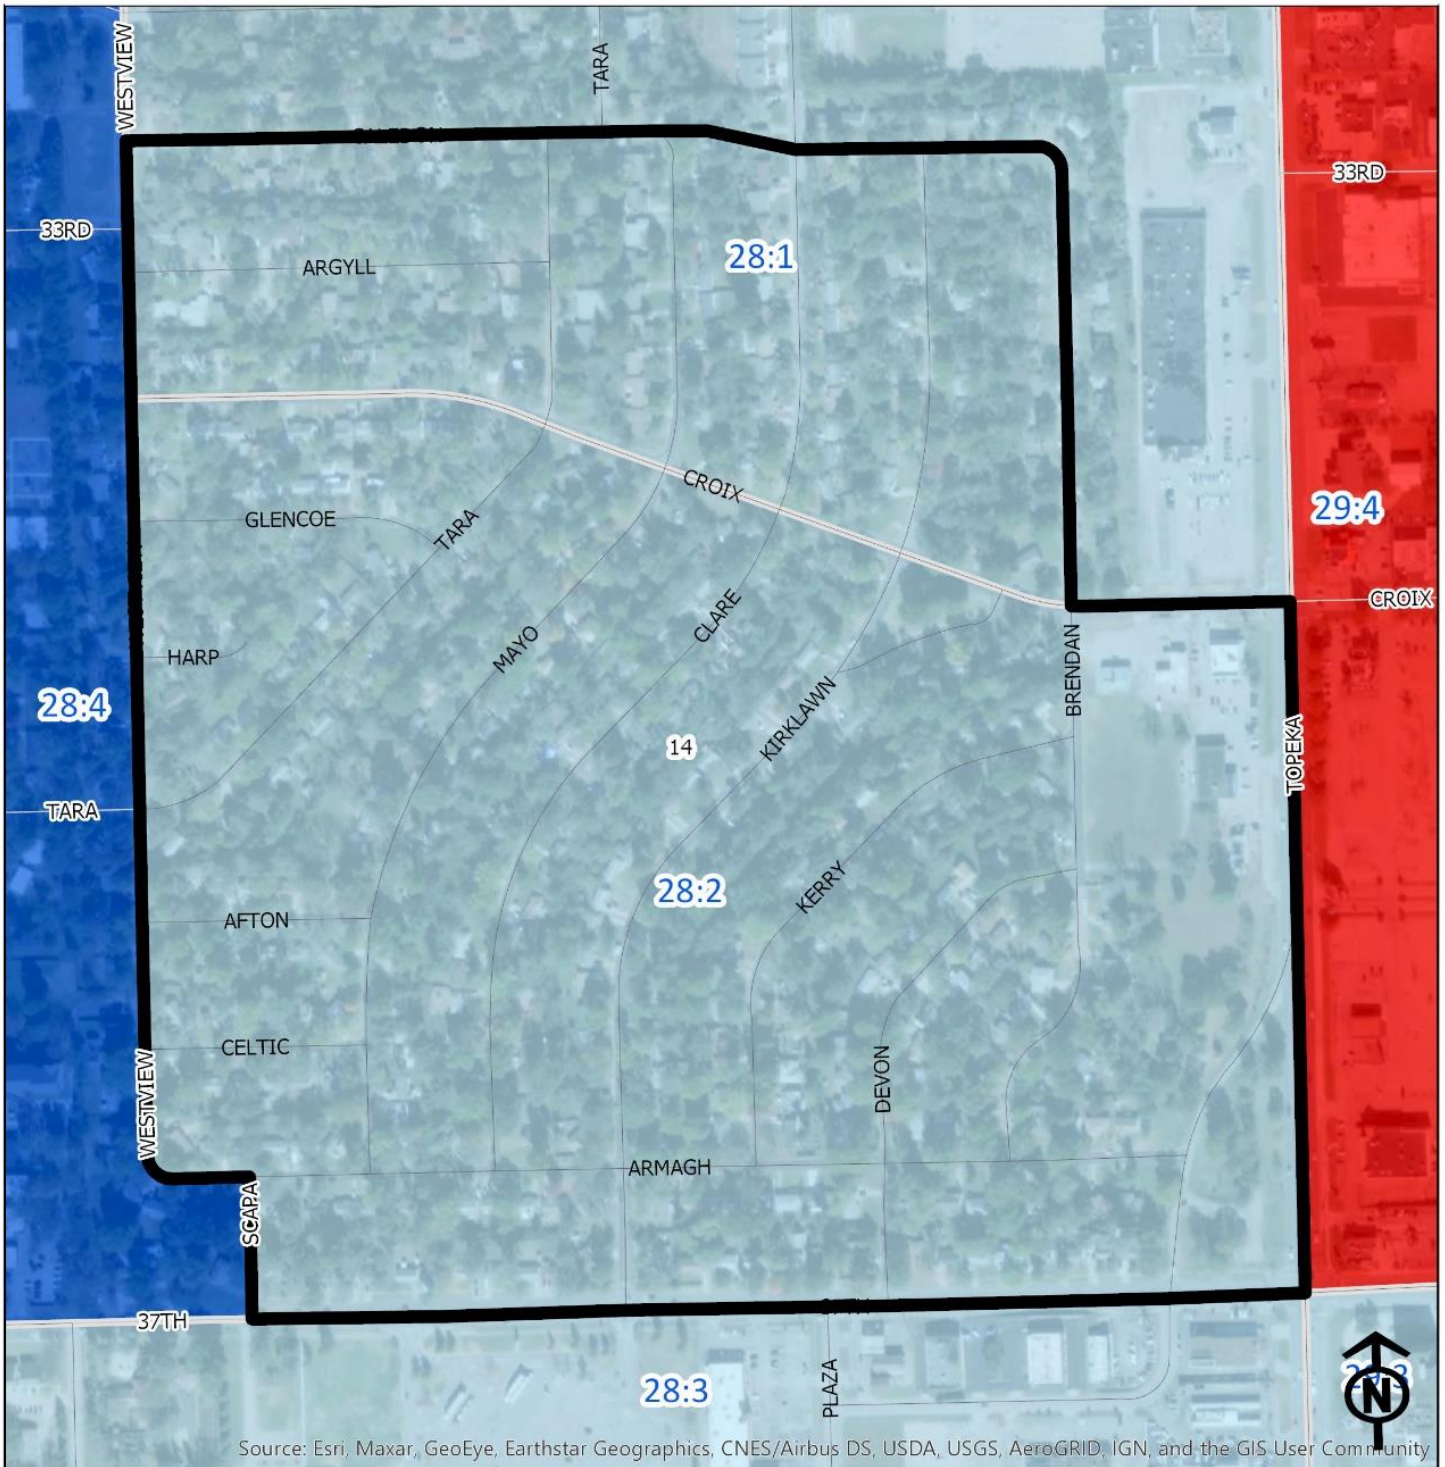 WESTVIEW
TARA
33RD
33RD
ARGYLL
28:1
CROIX
29:4
GLENCOE
TARA
CROIX
MAYO
CLARE
HARP
BRENDAN
28:4
KIRKLAWN
14
TOPEKA
TARA
28:2
KERRY
AFTON
CELTIC
DEVON
WESTVIEW
ARMAGH
SCAPA
37TH
28:3
PLAZA
N
Source: Esri, Maxar, GeoEye, Earthstar Geographics, CNES/Airbus DS, USDA, USGS, AeroGRID, IGN, and the GIS User Community